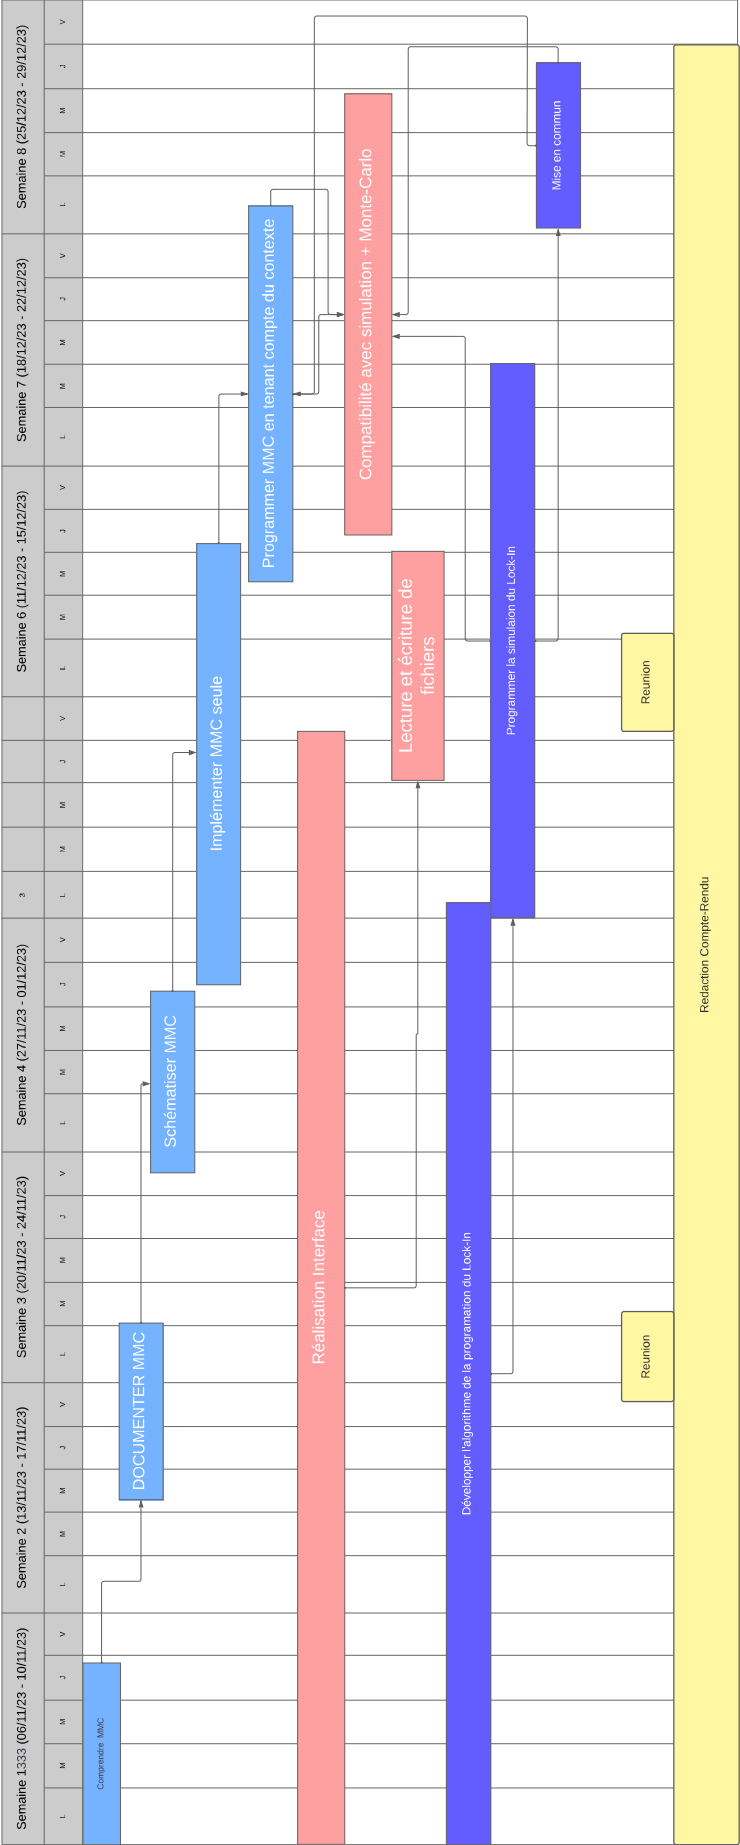 Semaine 1333 (06/11/23 - 10/11/23)
Semaine 2 (13/11/23 - 17/11/23)
Semaine 3 (20/11/23 - 24/11/23)
Semaine 4 (27/11/23 - 01/12/23)
3
Semaine 6 (11/12/23 - 15/12/23)
Semaine 7 (18/12/23 - 22/12/23)
Semaine 8 (25/12/23 - 29/12/23)
L M M J V L M M J V L M M J V L M M J V L M M J V L M M J V L M M J V L M M J V
Comprendre MMC
DOCUMENTER MMC
Schématiser MMC
Implémenter MMC seule
Programmer MMC en tenant compte du contexte
Réalisation Interface
Compatibilité avec simulation + Monte-Carlo
Lecture et écriture de
fichiers
Développer l'algorithme de la programation du Lock-In
Programmer la simulaion du Lock-In
Mise en commun
Reunion
Reunion
Redaction Compte-Rendu